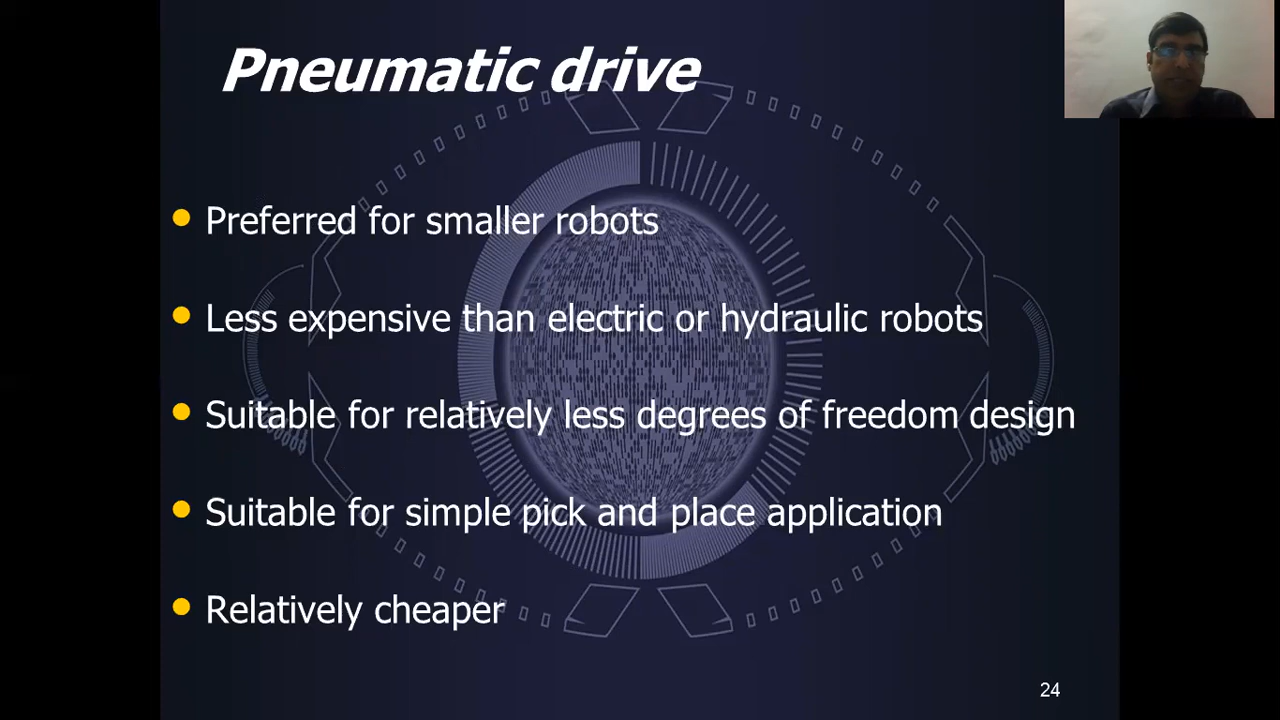 Pneumatic drive
Preferred for smaller robots
Less expensive than electric or hydraulic robots
Suitable for relatively less degrees of freedom design
Suitable for simple pick and place application
Relatively cheaper
24